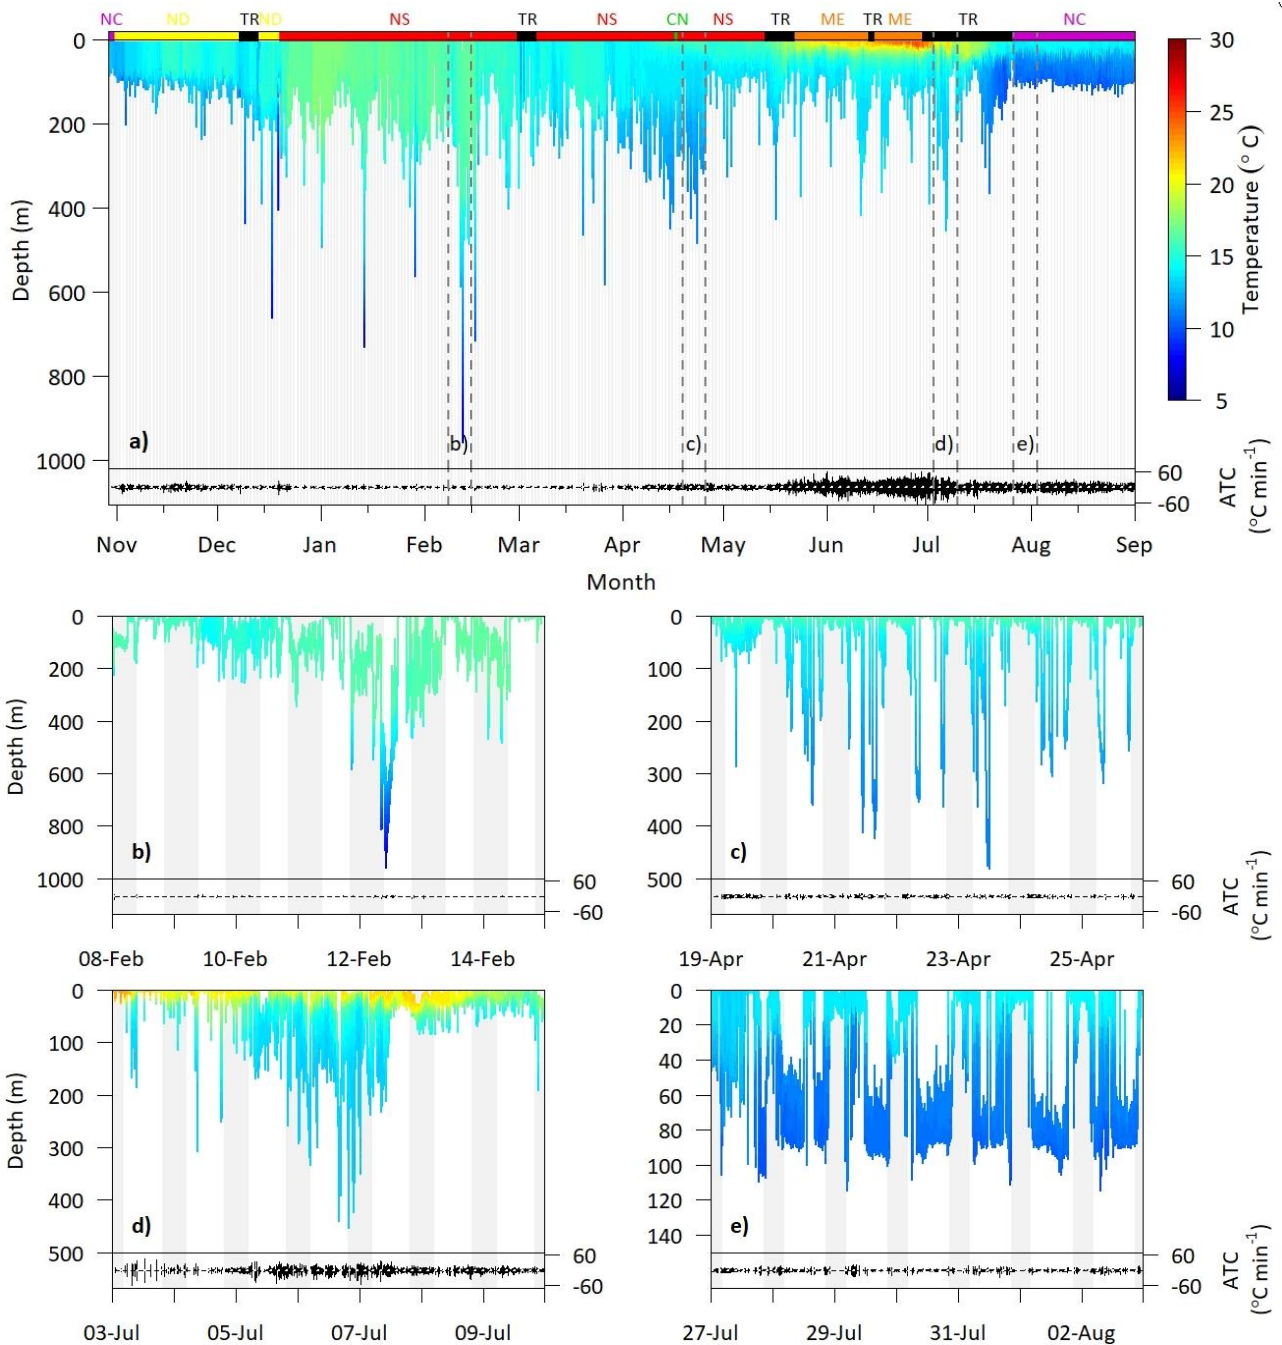 NC ND TR ND NS TR NS CN NS TR ME TR ME TR NC
0
200
400
600
800
1000
Depth (m)
a)
b)
c)
d)
e)
30
25
20
15
10
5
Temperature (° C)
60
-60
ATC
(°C min⁻¹)
Nov Dec Jan Feb Mar Apr May Jun Jul Aug Sep
Month
0
200
400
600
800
1000
Depth (m)
b)
60
-60
08-Feb 10-Feb 12-Feb 14-Feb
0
100
200
300
400
500
c)
60
-60
ATC
(°C min⁻¹)
19-Apr 21-Apr 23-Apr 25-Apr
0
100
200
300
400
500
Depth (m)
d)
60
-60
03-Jul 05-Jul 07-Jul 09-Jul
0
20
40
60
80
100
120
140
e)
60
-60
ATC
(°C min⁻¹)
27-Jul 29-Jul 31-Jul 02-Aug